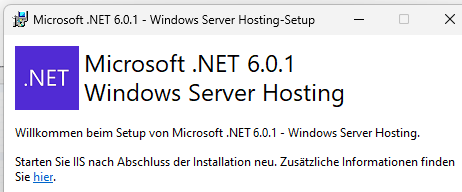 Microsoft .NET 6.0.1 - Windows Server Hosting-Setup
.NET
Microsoft .NET 6.0.1
Windows Server Hosting
Willkommen beim Setup von Microsoft .NET 6.0.1 - Windows Server Hosting.
Starten Sie IIS nach Abschluss der Installation neu. Zusätzliche Informationen finden
Sie hier.